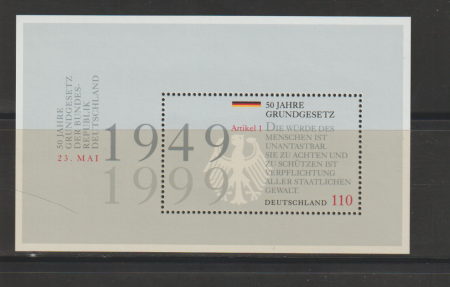 50 JAHRE
GRUNDGESETZ
DER BUNDES-
REPUBLIK
DEUTSCHLAND
23. MAI
1949
1999
50 JAHRE
GRUNDGESETZ
Artikel 1
DIE WÜRDE DES
MENSCHEN IST
UNANTASTBAR.
SIE ZU ACHTEN UND
ZU SCHÜTZEN IST
VERPFLICHTUNG
ALLER STAATLICHEN
GEWALT.
DEUTSCHLAND 110